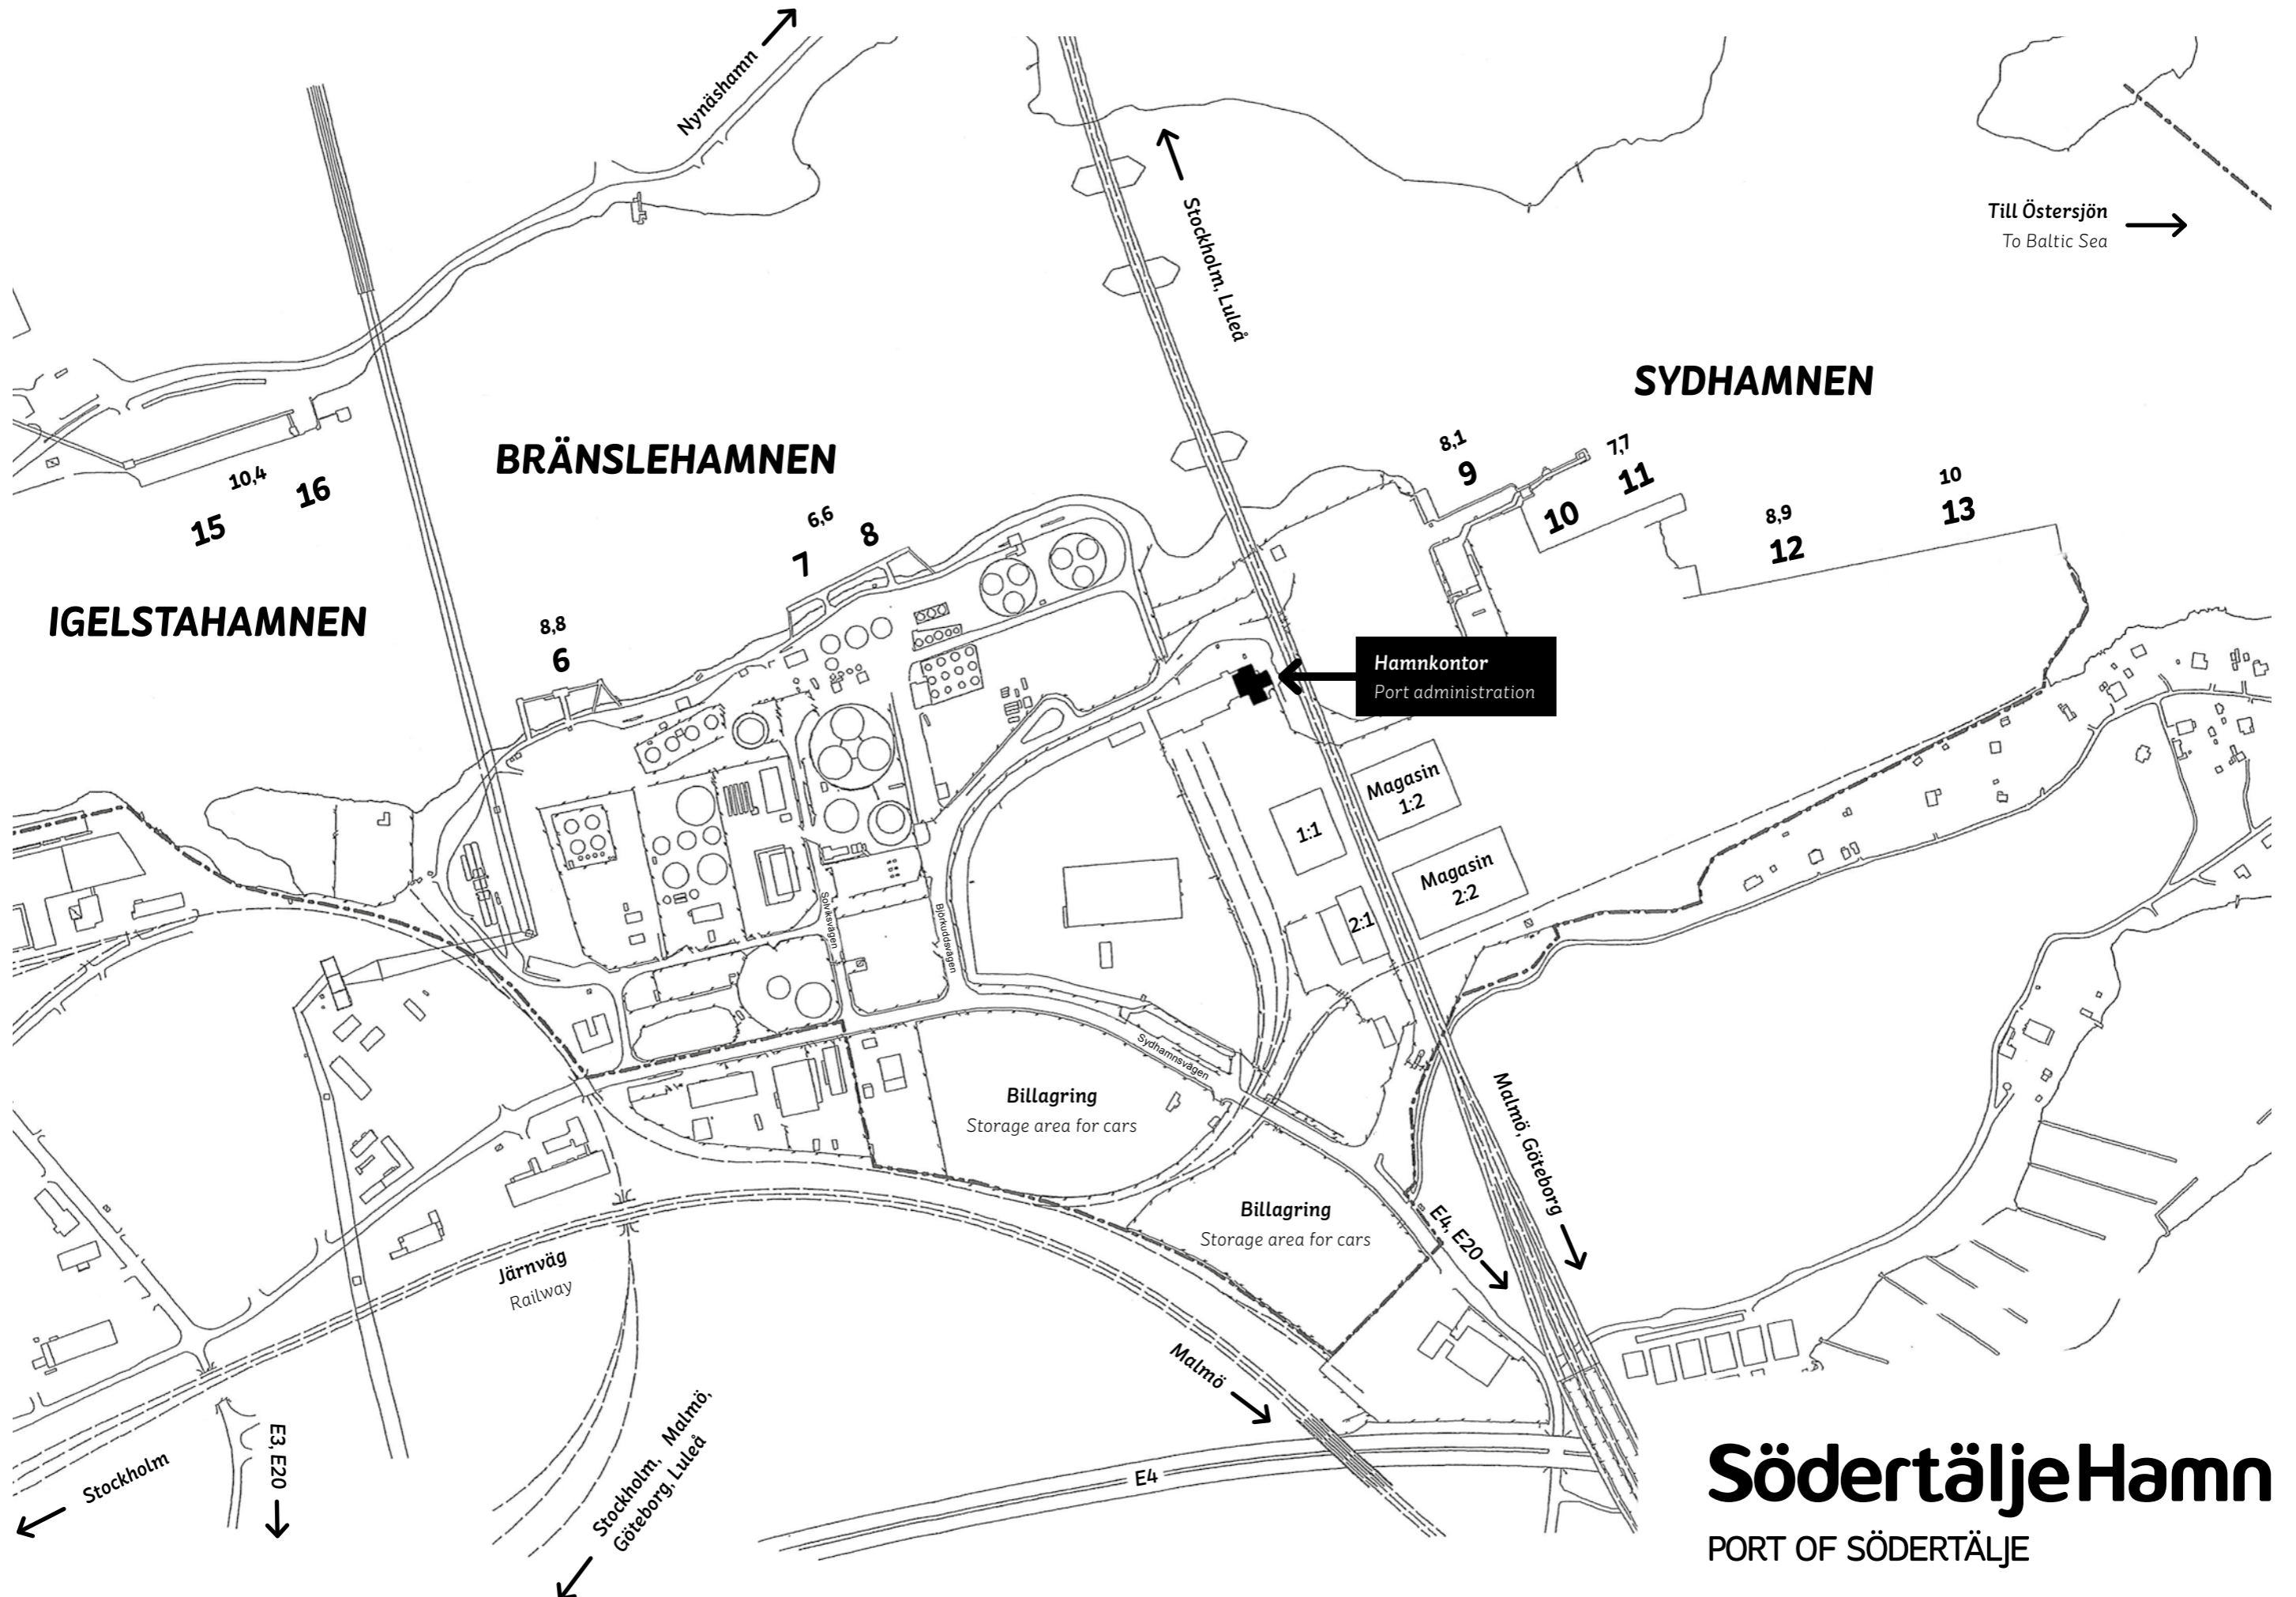 Nynäshamn
Stockholm, Luleå
Till Östersjön
To Baltic Sea
SYDHAMNEN
BRÄNSLEHAMNEN
IGELSTAHAMNEN
10,4
15
16
8,8
6
6,6
7
8
8,1
9
7,7
10
11
8,9
12
10
13
Hamnkontor
Port administration
Magasin
1:2
1:1
Magasin
2:2
2:1
Solviksvägen
Björkuddsvägen
Sydhamnsvägen
Billagring
Storage area for cars
Billagring
Storage area for cars
Malmö, Göteborg
E4, E20
Järnväg
Railway
Malmö
Stockholm
E3, E20
Stockholm, Malmö,
Göteborg, Luleå
E4
Södertälje Hamn
PORT OF SÖDERTÄLJE